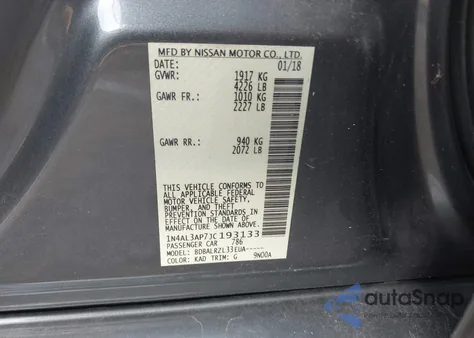 MFD BY NISSAN MOTOR CO., LTD.
DATE: 01/18
GVWR: 1917 KG
4226 LB
GAWR FR.: 1010 KG
2227 LB
GAWR RR.: 940 KG
2072 LB
THIS VEHICLE CONFORMS TO
ALL APPLICABLE FEDERAL
MOTOR VEHICLE SAFETY,
BUMPER, AND THEFT
PREVENTION STANDARDS IN
EFFECT ON THE DATE OF
MANUFACTURE SHOWN ABOVE.
1N4AL3AP7JC193133
PASSENGER CAR 786
MODEL: BDBALRZL33EUA-----
COLOR: KAD TRIM: G 9N00A
autoSnap